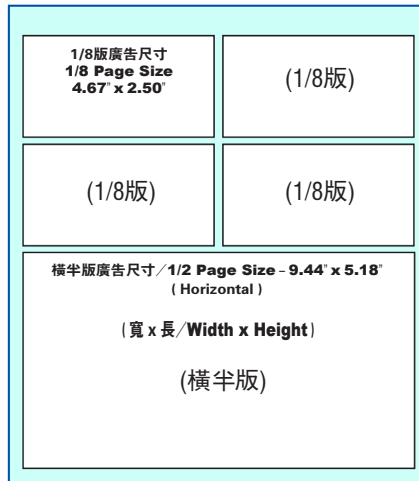 1/8版廣告尺寸
1/8 Page Size
4.67" x 2.50"
(1/8版)
(1/8版)
(1/8版)
橫半版廣告尺寸/1/2 Page Size – 9.44" x 5.18"
( Horizontal )
(寬 x 長/Width x Height)
(橫半版)